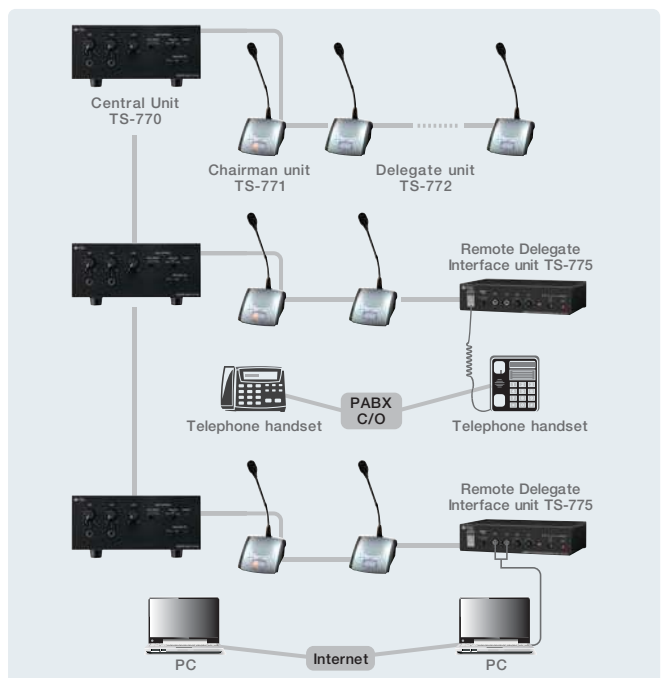 Central Unit
TS-770
Chairman unit
TS-771
Delegate unit
TS-772
Remote Delegate
Interface unit TS-775
Telephone handset
PABX
C/O
Telephone handset
Remote Delegate
Interface unit TS-775
PC
Internet
PC